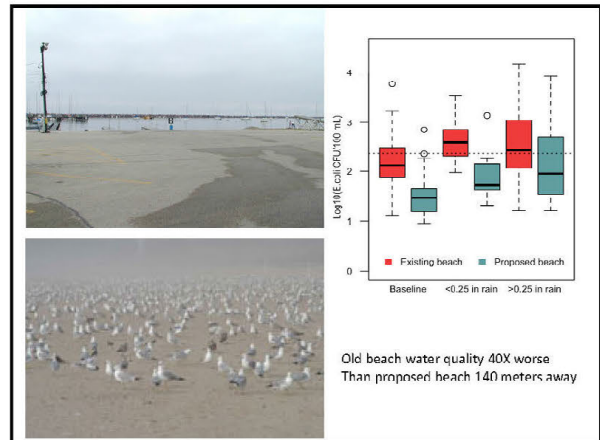 Log10(E.coli CFU/100 mL)
4
3
2
1
0
Existing beach
Proposed beach
Baseline
<0.25 in rain
>0.25 in rain
Old beach water quality 40X worse
Than proposed beach 140 meters away